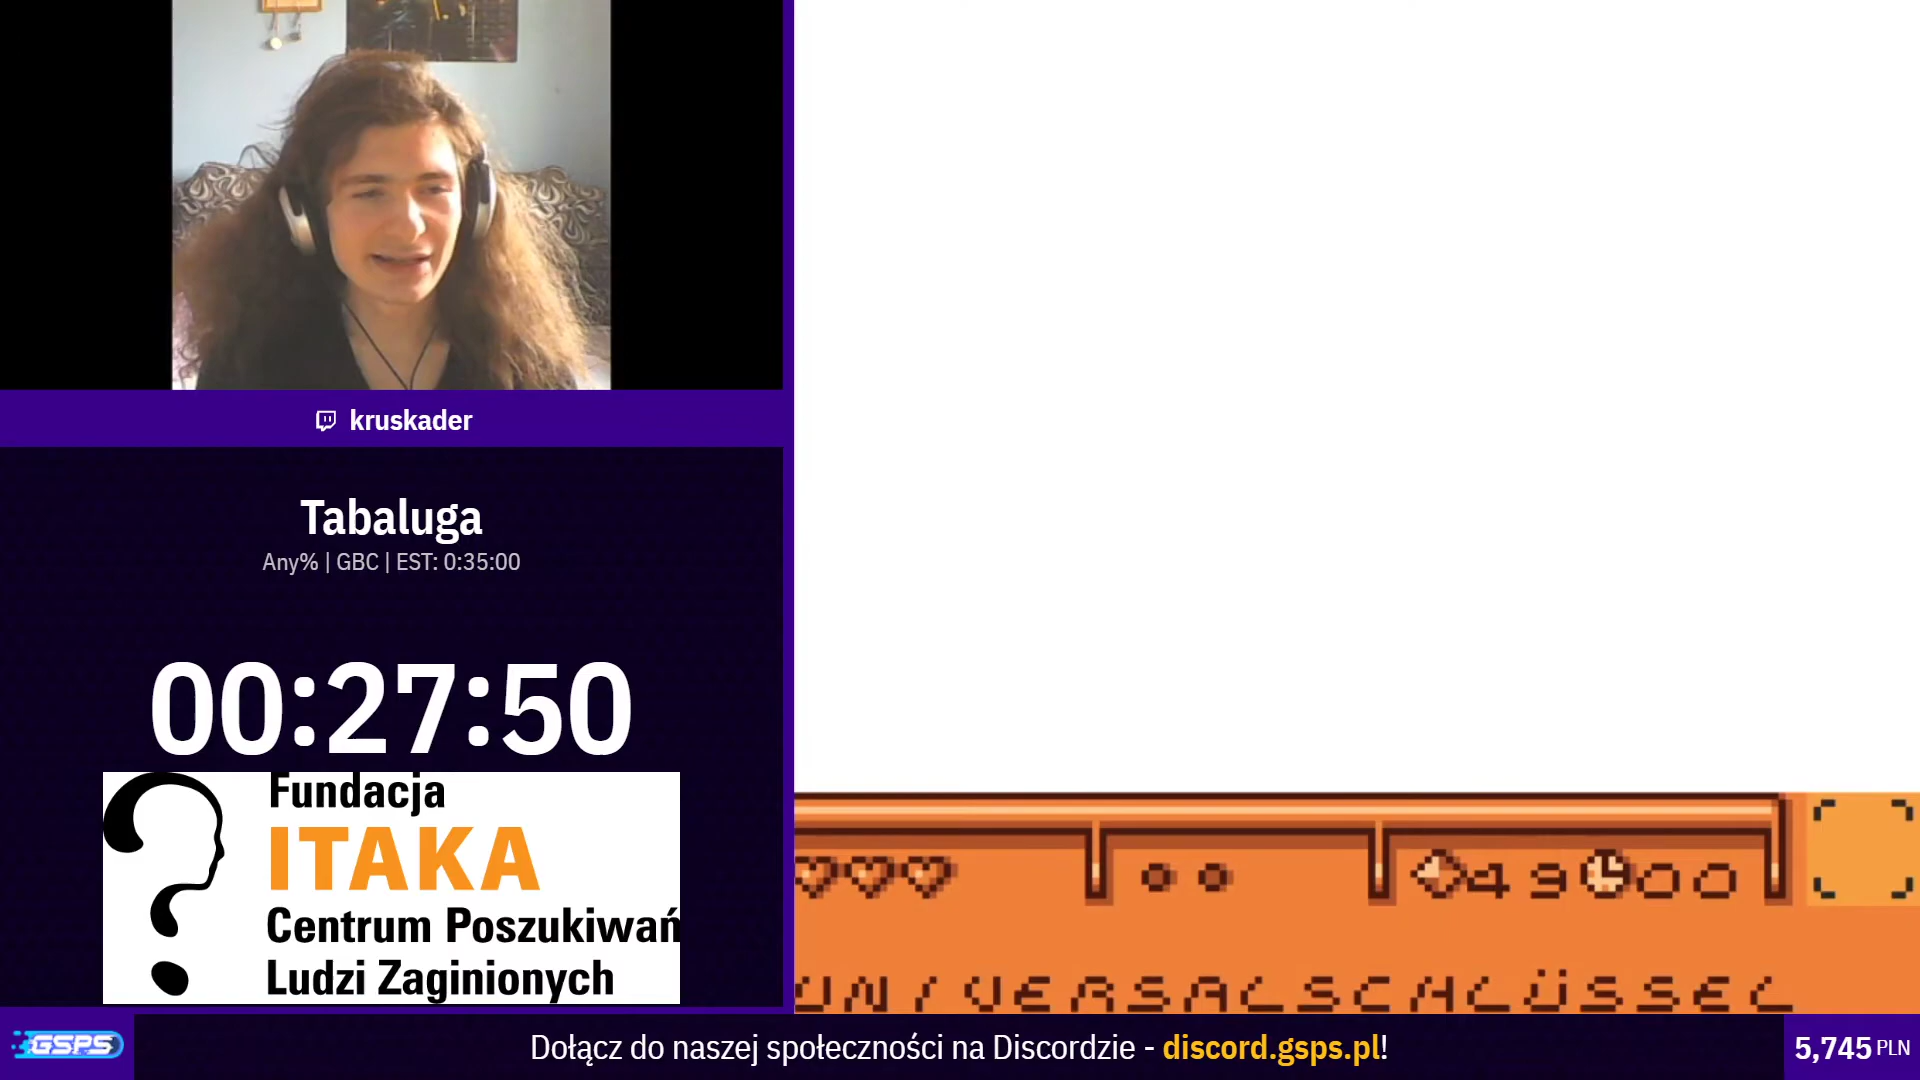 kruskader
Tabaluga
Any% | GBC | EST: 0:35:00
00:27:50
Fundacja
ITAKA
Centrum Poszukiwań
Ludzi Zaginionych
49 00
UNIVERSALSCHLÜSSEL
GSPS
Dołącz do naszej społeczności na Discordzie - discord.gsps.pl!
5,745 PLN